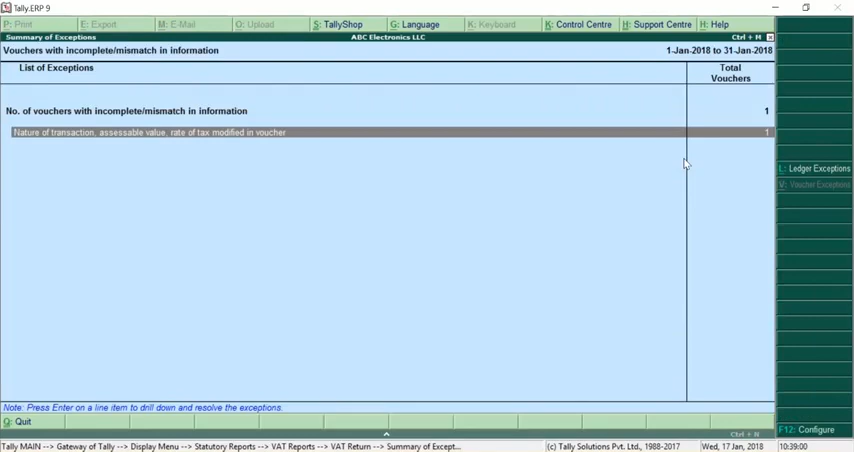 Tally.ERP 9
P: Print E: Export M: E-Mail O: Upload S: TallyShop G: Language K: Keyboard K: Control Centre H: Support Centre H: Help
Summary of Exceptions ABC Electronics LLC Ctrl + M
Vouchers with incomplete/mismatch in information 1-Jan-2018 to 31-Jan-2018
List of Exceptions Total
Vouchers
No. of vouchers with incomplete/mismatch in information 1
Nature of transaction, assessable value, rate of tax modified in voucher 1
L: Ledger Exceptions
V: Voucher Exceptions
Note: Press Enter on a line item to drill down and resolve the exceptions.
Q: Quit
F12: Configure
Ctrl + N
Tally MAIN --> Gateway of Tally --> Display Menu --> Statutory Reports --> VAT Reports --> VAT Return --> Summary of Except... (c) Tally Solutions Pvt. Ltd., 1988-2017 Wed, 17 Jan, 2018 10:39:00